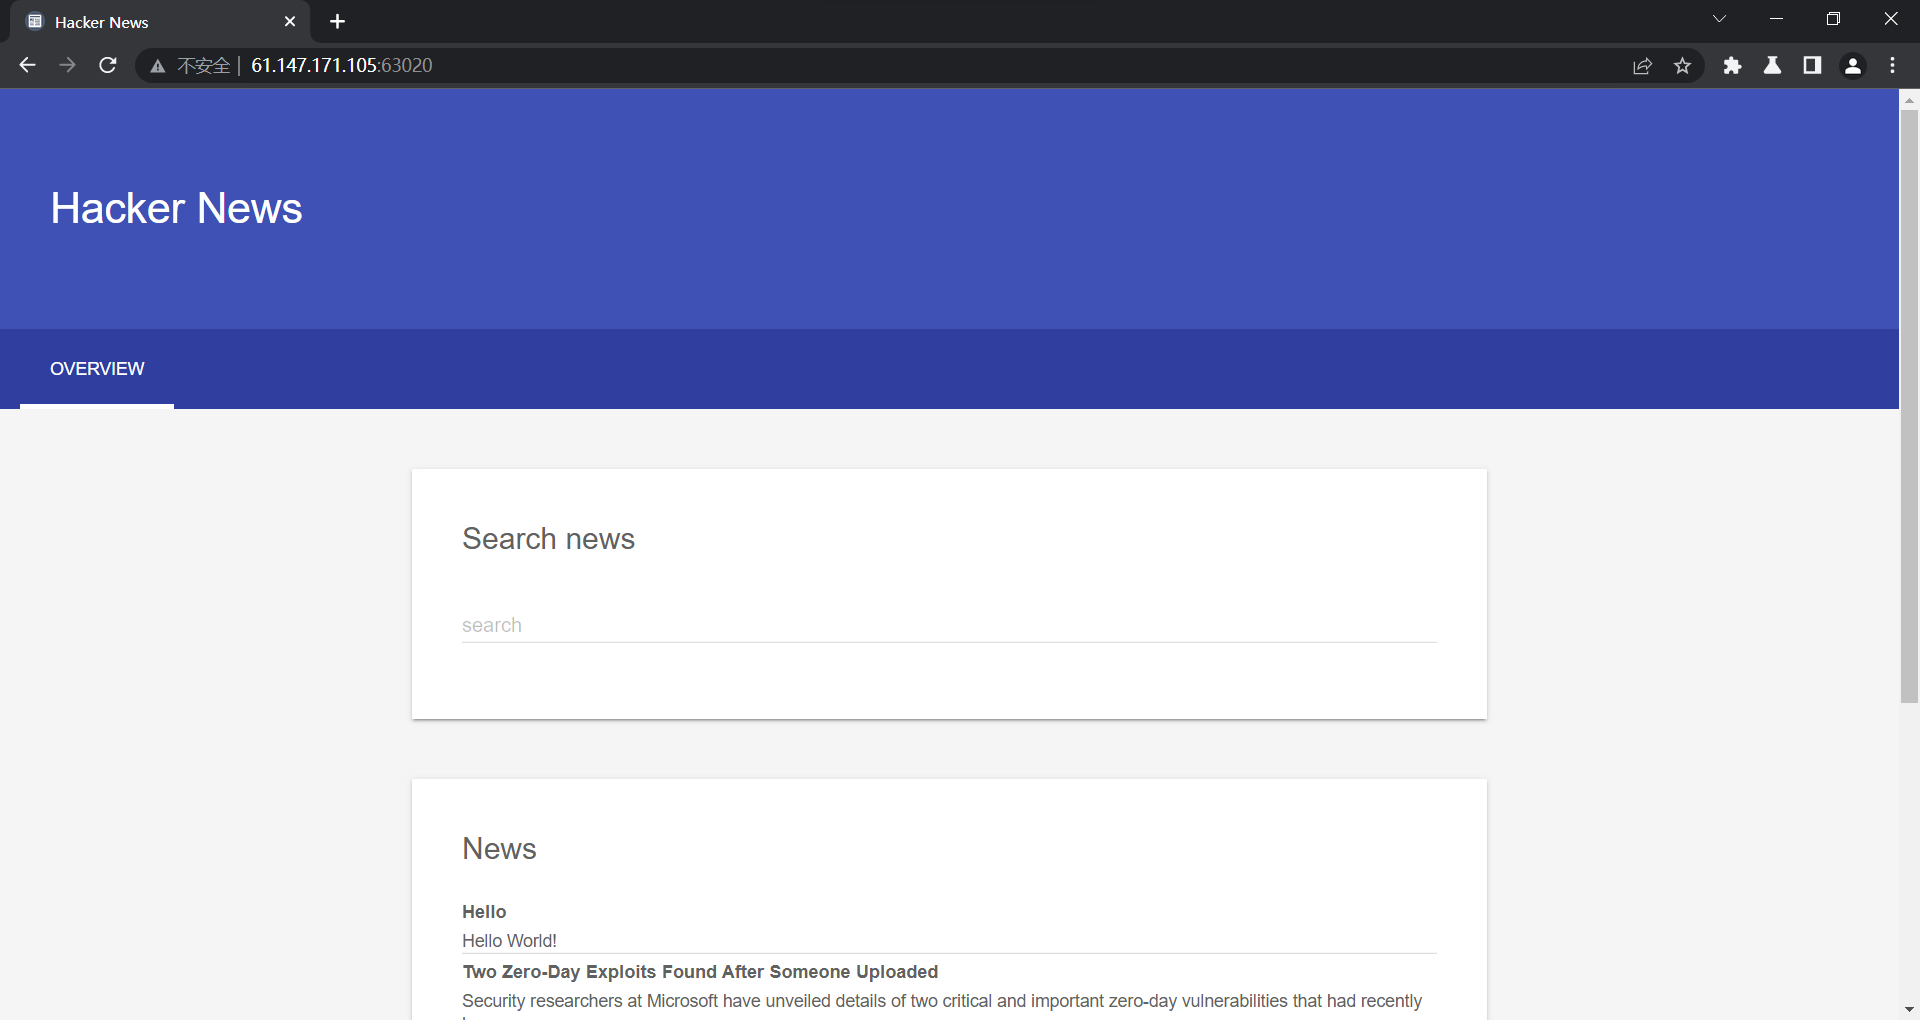 Hacker News
不安全 61.147.171.105:63020
Hacker News
OVERVIEW
Search news
search
News
Hello
Hello World!
Two Zero-Day Exploits Found After Someone Uploaded
Security researchers at Microsoft have unveiled details of two critical and important zero-day vulnerabilities that had recently